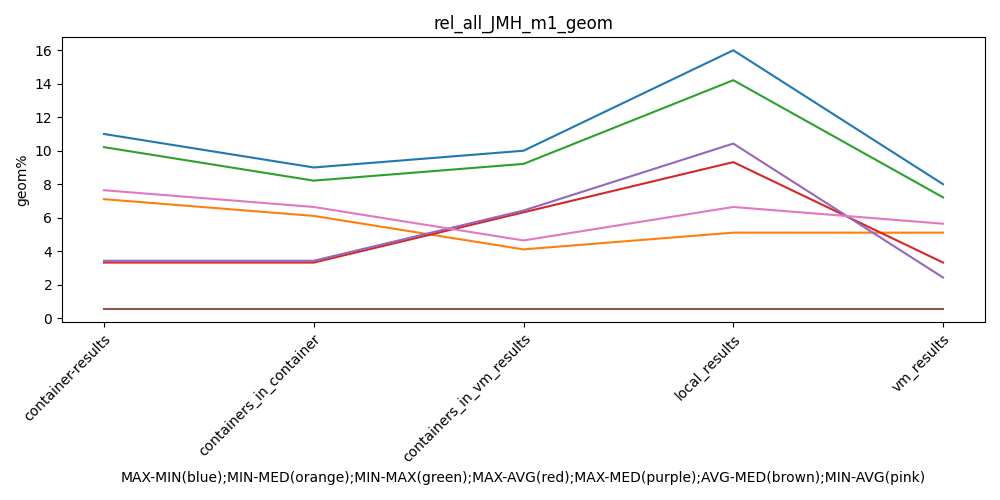 rel_all_JMH_m1_geom
16
14
12
10
8
6
4
2
0
geom%
container-results
containers_in_container
containers_in_vm_results
local_results
vm_results
MAX-MIN(blue);MIN-MED(orange);MIN-MAX(green);MAX-AVG(red);MAX-MED(purple);AVG-MED(brown);MIN-AVG(pink)